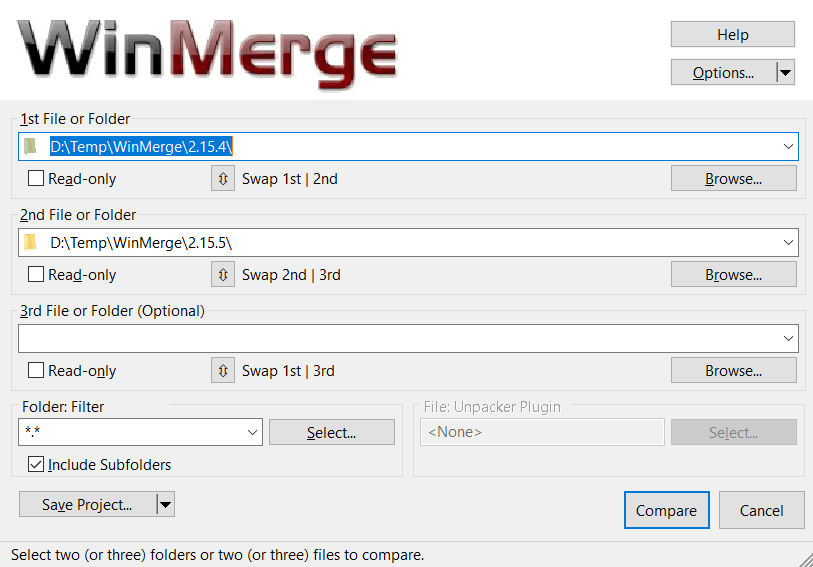 WinMerge
Help
Options...
1st File or Folder
D:\Temp\WinMerge\2.15.4\
Read-only
Swap 1st | 2nd
Browse...
2nd File or Folder
D:\Temp\WinMerge\2.15.5\
Read-only
Swap 2nd | 3rd
Browse...
3rd File or Folder (Optional)
Read-only
Swap 1st | 3rd
Browse...
Folder: Filter
*.*
Select...
Include Subfolders
File: Unpacker Plugin
<None>
Select...
Save Project...
Compare
Cancel
Select two (or three) folders or two (or three) files to compare.